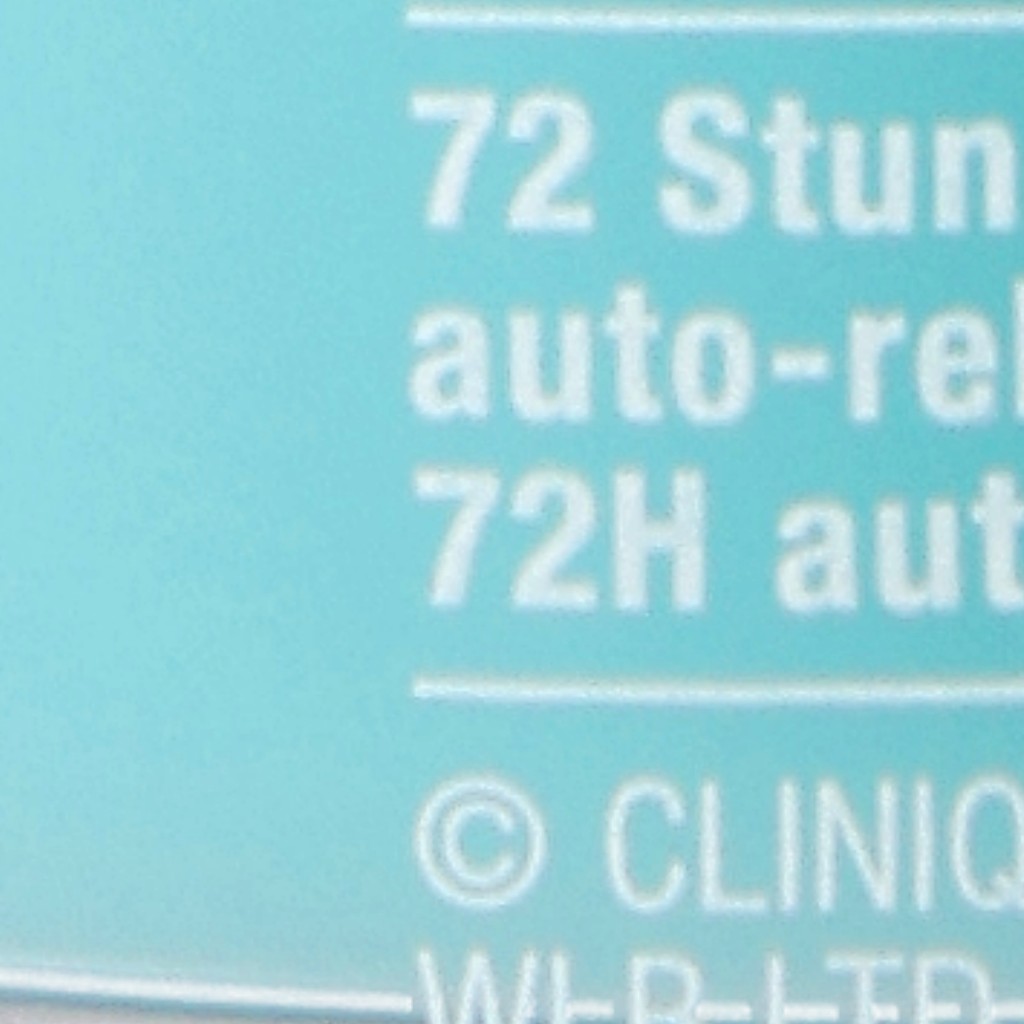 72 Stun
auto-rel
72H aut
© CLINIQ